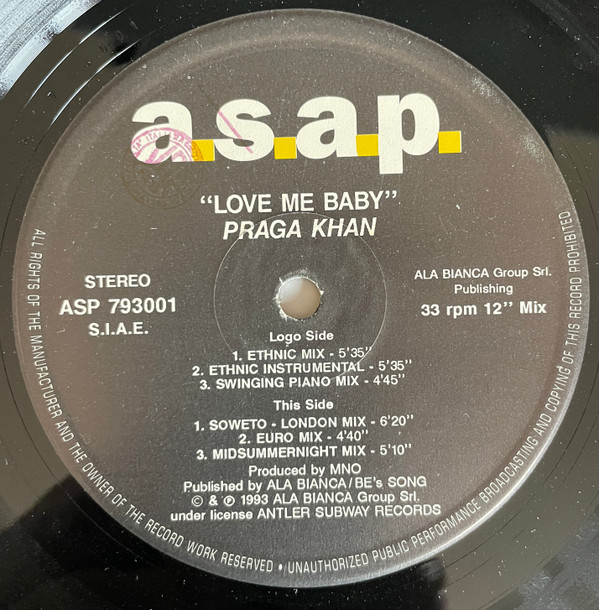 a.s.a.p.
“LOVE ME BABY”
PRAGA KHAN
STEREO
ASP 793001
S.I.A.E.
ALA BIANCA Group Srl.
Publishing
33 rpm 12” Mix
Logo Side
1. ETHNIC MIX - 5'35”
2. ETHNIC INSTRUMENTAL - 5'35”
3. SWINGING PIANO MIX - 4'45”
This Side
1. SOWETO - LONDON MIX - 6'20”
2. EURO MIX - 4'40”
3. MIDSUMMERNIGHT MIX - 5'10”
Produced by MNO
Published by ALA BIANCA/BE's SONG
© & ℗ 1993 ALA BIANCA Group Srl.
under license ANTLER SUBWAY RECORDS
ALL RIGHTS OF THE MANUFACTURER AND THE OWNER OF THE RECORD WORK RESERVED • UNAUTHORIZED PUBLIC PERFORMANCE BROADCASTING AND COPYING OF THIS RECORD PROHIBITED